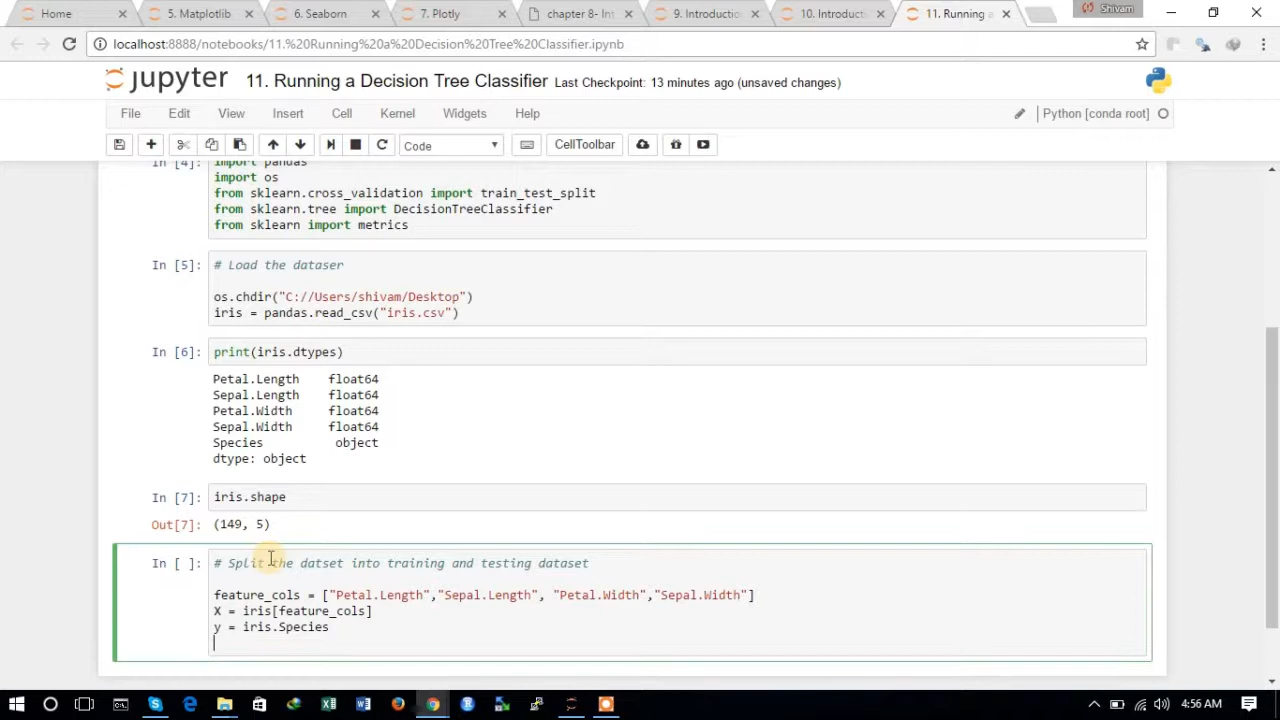 Home
5. Matplotlib
6. Seaborn
7. Plotly
chapter 8- Int
9. Introductio
10. Introducti
11. Running a
Shivam
localhost:8888/notebooks/11.%20Running%20a%20Decision%20Tree%20Classifier.ipynb
jupyter 11. Running a Decision Tree Classifier Last Checkpoint: 13 minutes ago (unsaved changes)
File Edit View Insert Cell Kernel Widgets Help
Python [conda root]
Code
CellToolbar
In [4]: import pandas
import os
from sklearn.cross_validation import train_test_split
from sklearn.tree import DecisionTreeClassifier
from sklearn import metrics
In [5]: # Load the dataser
os.chdir("C://Users/shivam/Desktop")
iris = pandas.read_csv("iris.csv")
In [6]: print(iris.dtypes)
Petal.Length float64
Sepal.Length float64
Petal.Width float64
Sepal.Width float64
Species object
dtype: object
In [7]: iris.shape
Out[7]: (149, 5)
In [ ]: # Split the datset into training and testing dataset
feature_cols = ["Petal.Length","Sepal.Length", "Petal.Width","Sepal.Width"]
X = iris[feature_cols]
y = iris.Species
4:56 AM